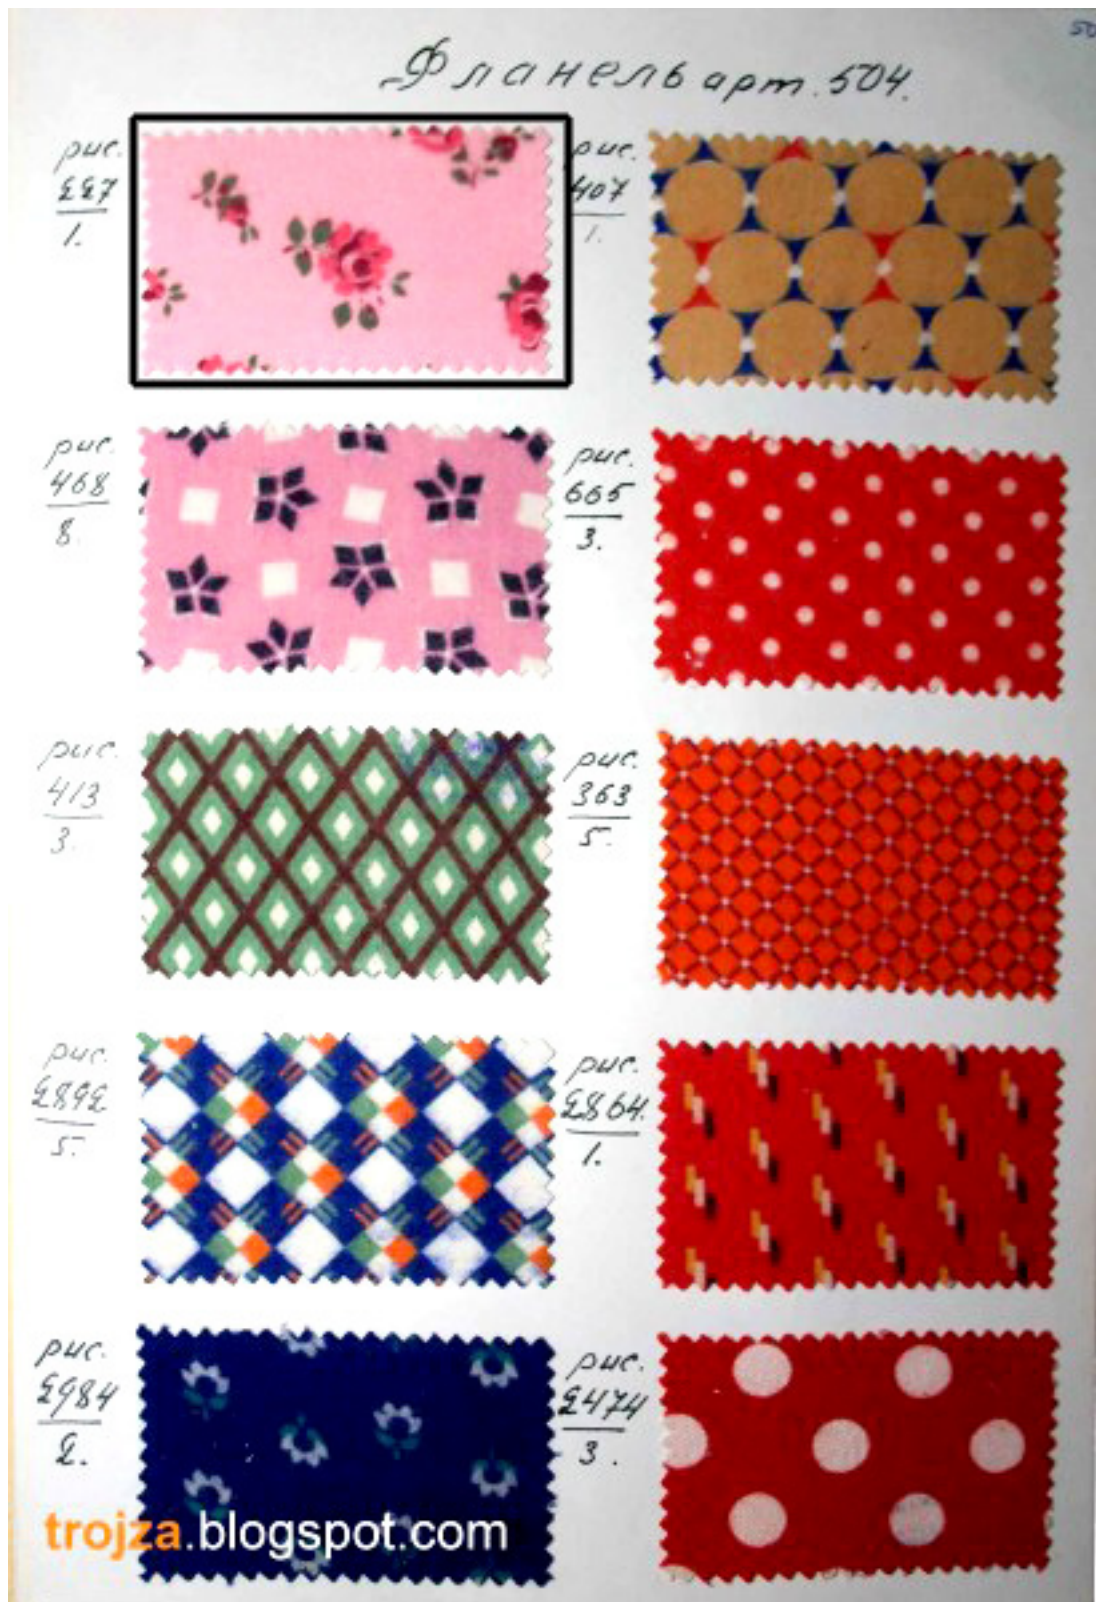 50
Фланель арт. 504.
рис.
227
1.
рис.
407
1.
рис.
468
8.
рис.
665
3.
рис.
413
3.
рис.
363
5.
рис.
2892
5.
рис.
2864.
1.
рис.
2984
2.
рис.
2474
3.
trojza.blogspot.com